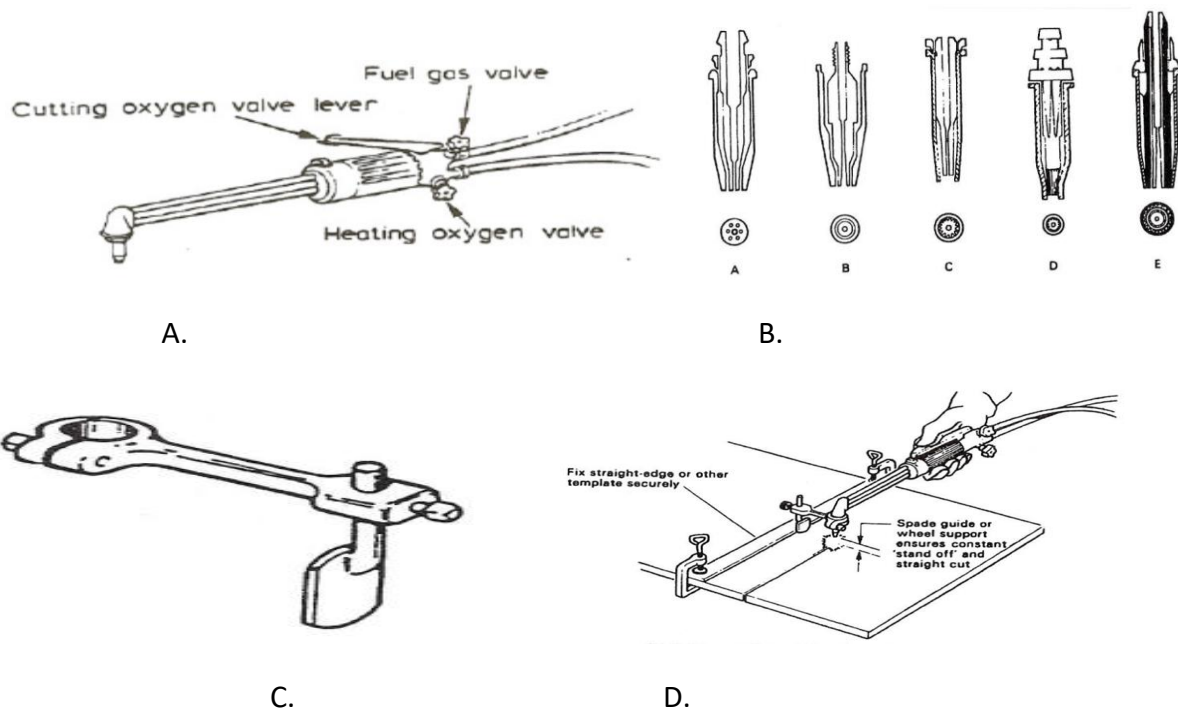 Fuel gas valve
Cutting oxygen valve lever
Heating oxygen valve
A B C D E
A. B.
C
Fix straight-edge or other
template securely
Spade guide or
wheel support
ensures constant
'stand off' and
straight cut
C. D.